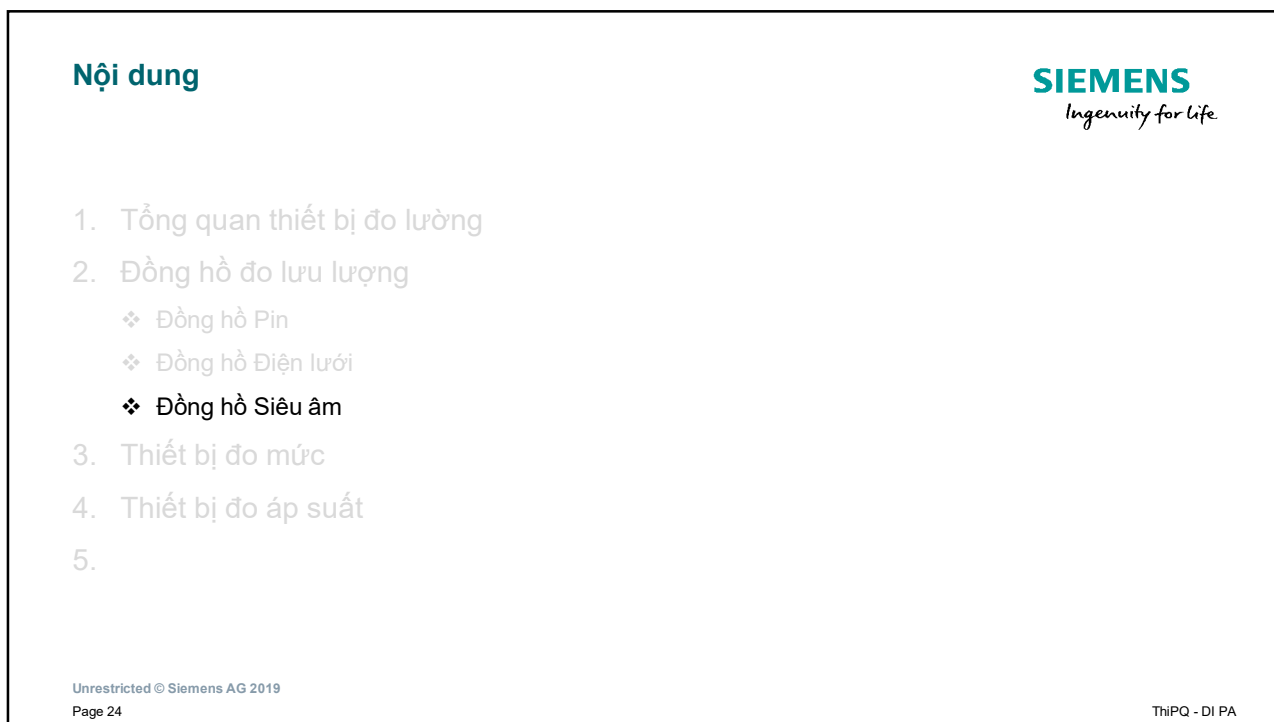 Nội dung
SIEMENS
Ingenuity for life
1. Tổng quan thiết bị đo lường
2. Đồng hồ đo lưu lượng
❖ Đồng hồ Pin
❖ Đồng hồ Điện lưới
❖ Đồng hồ Siêu âm
3. Thiết bị đo mức
4. Thiết bị đo áp suất
5.
Unrestricted © Siemens AG 2019
Page 24
ThiPQ - DI PA